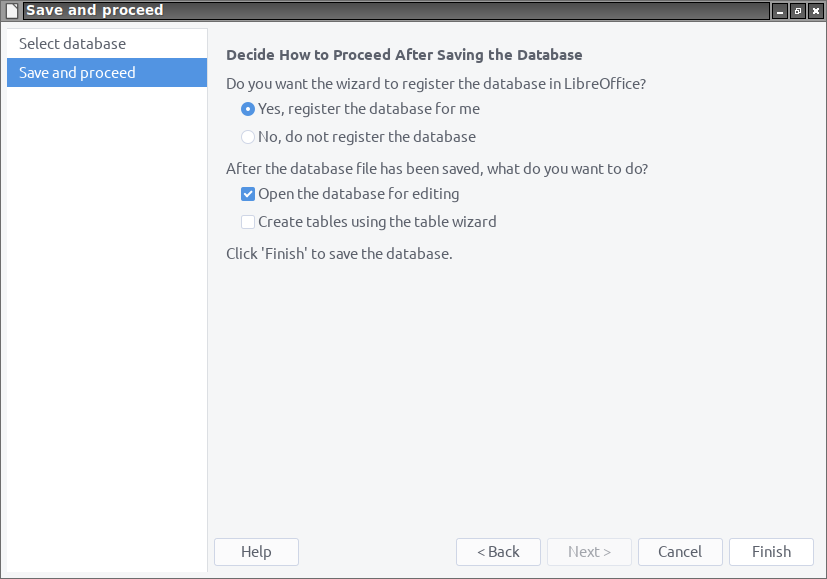 Save and proceed
Select database
Save and proceed
Decide How to Proceed After Saving the Database
Do you want the wizard to register the database in LibreOffice?
Yes, register the database for me
No, do not register the database
After the database file has been saved, what do you want to do?
Open the database for editing
Create tables using the table wizard
Click 'Finish' to save the database.
Help
< Back
Next >
Cancel
Finish